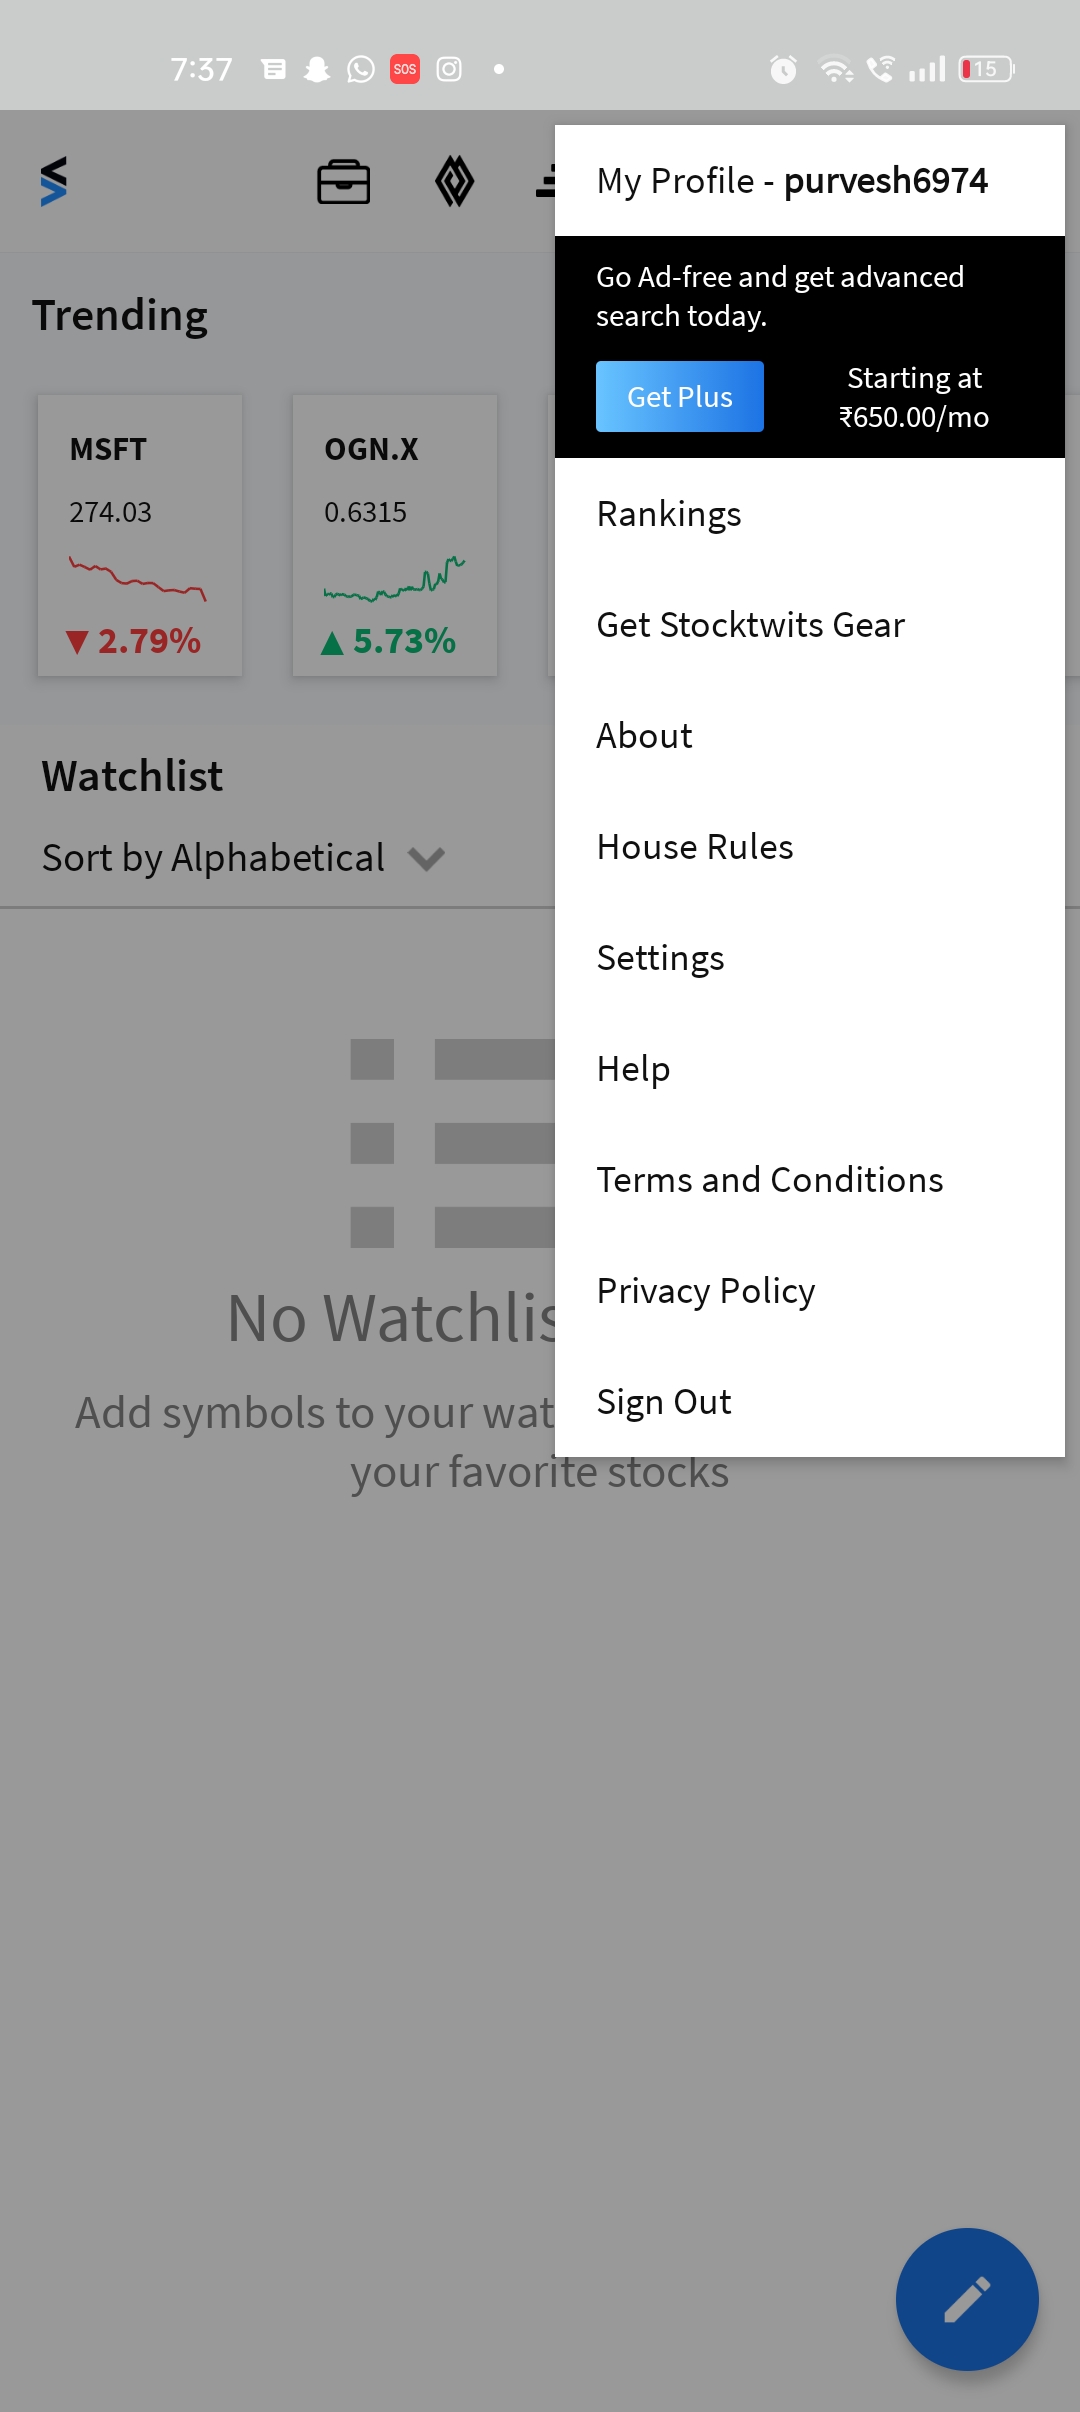 7:37
SOS
15
My Profile - purvesh6974
Go Ad-free and get advanced
search today.
Get Plus
Starting at
₹650.00/mo
Trending
MSFT
274.03
▼ 2.79%
OGN.X
0.6315
▲ 5.73%
Watchlist
Sort by Alphabetical
Rankings
Get Stocktwits Gear
About
House Rules
Settings
Help
Terms and Conditions
Privacy Policy
Sign Out
No
Add symbols to your
your favorite stocks